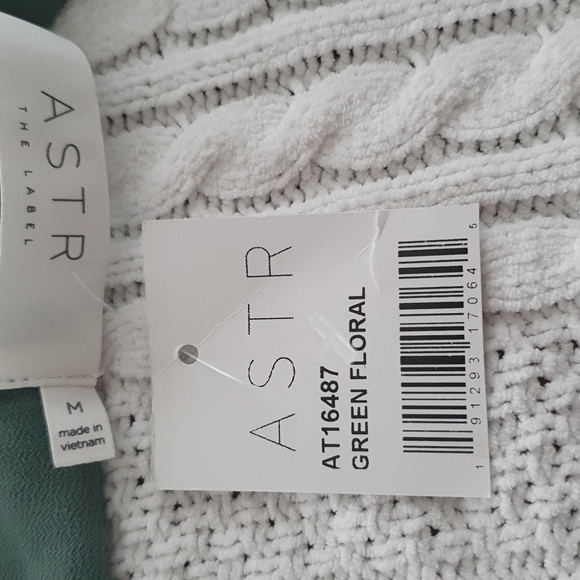 ASTR
THE LABEL
M
made in
vietnam
ASTR
AT16487
GREEN FLORAL
1 91293 17064 5